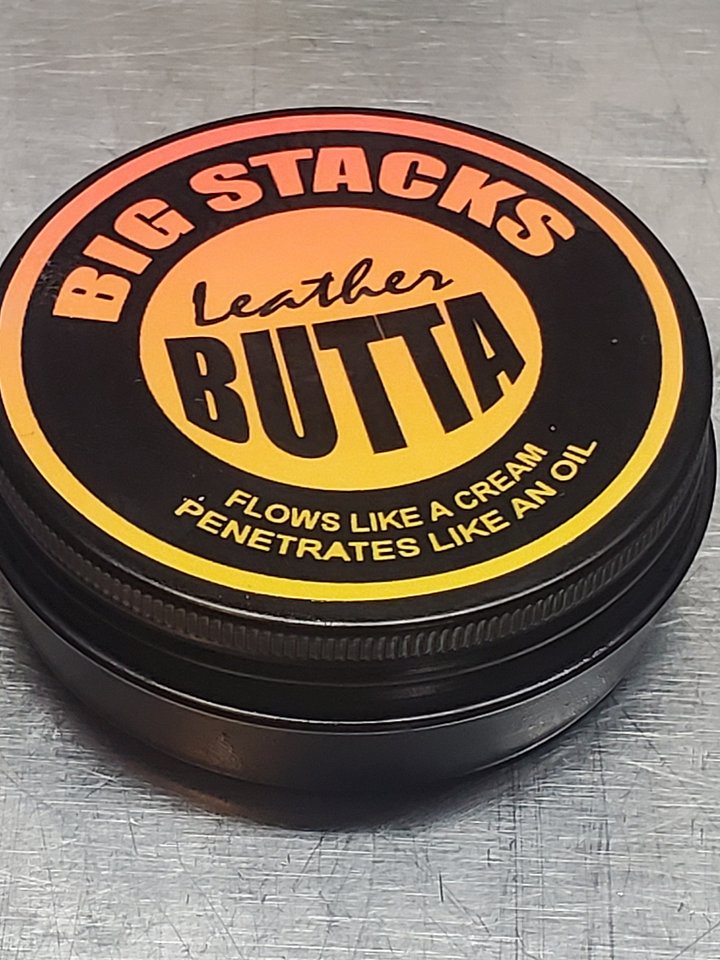 BIG STACKS
Leather
BUTTA
FLOWS LIKE A CREAM
PENETRATES LIKE AN OIL